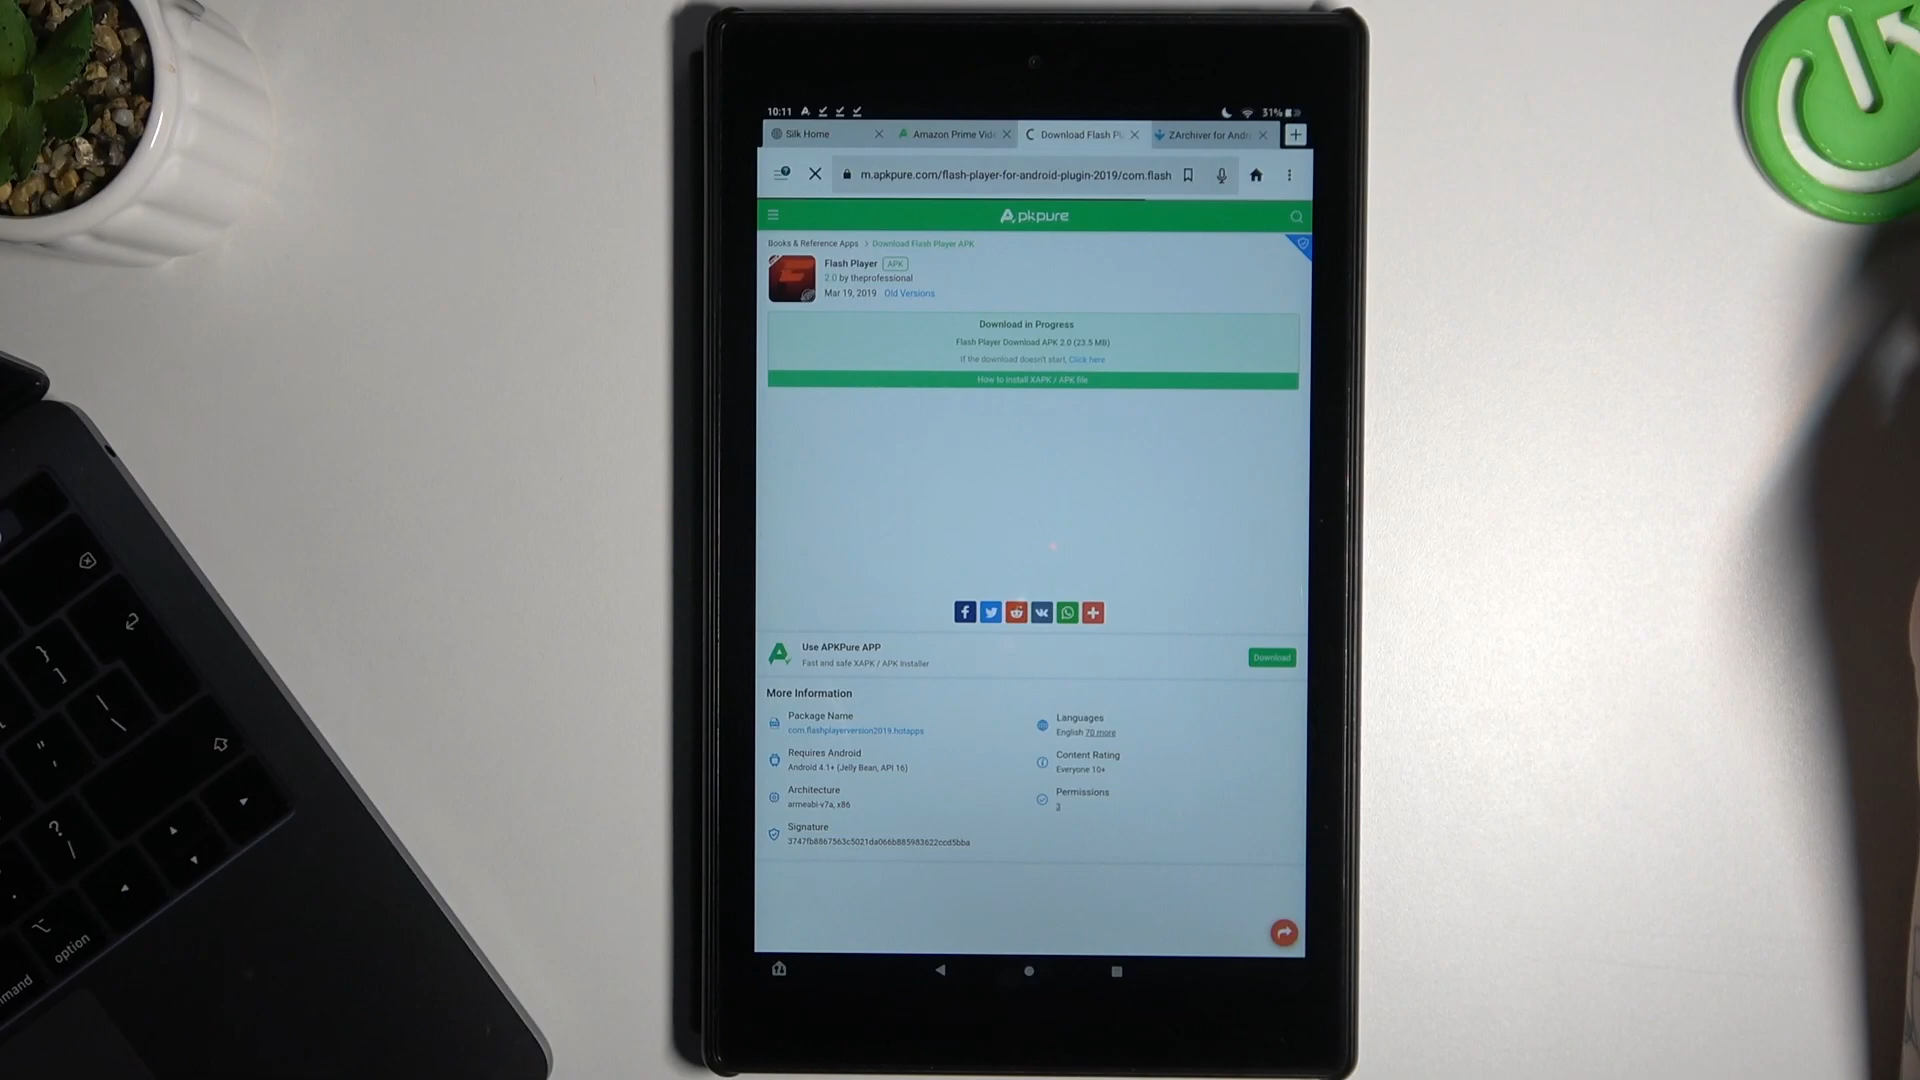 10:11
31%
Silk Home
Amazon Prime Vide
Download Flash Pl
ZArchiver for Andr
m.apkpure.com/flash-player-for-android-plugin-2019/com.flash
Apkpure
Books & Reference Apps > Download Flash Player APK
Flash Player APK
2.0 by theprofessional
Mar 19, 2019 Old Versions
Download in Progress
Flash Player Download APK 2.0 (23.5 MB)
If the download doesn't start, Click here
How to install XAPK / APK file
Use APKPure APP
Fast and safe XAPK / APK installer
Download
More Information
Package Name
com.flashplayerversion2019.hotapps
Languages
English 70 more
Requires Android
Android 4.1+ (Jelly Bean, API 16)
Content Rating
Everyone 10+
Architecture
armeabi-v7a, x86
Permissions
3
Signature
3747fb8867563c5021da066b885983622ccd5bba
option
mmand